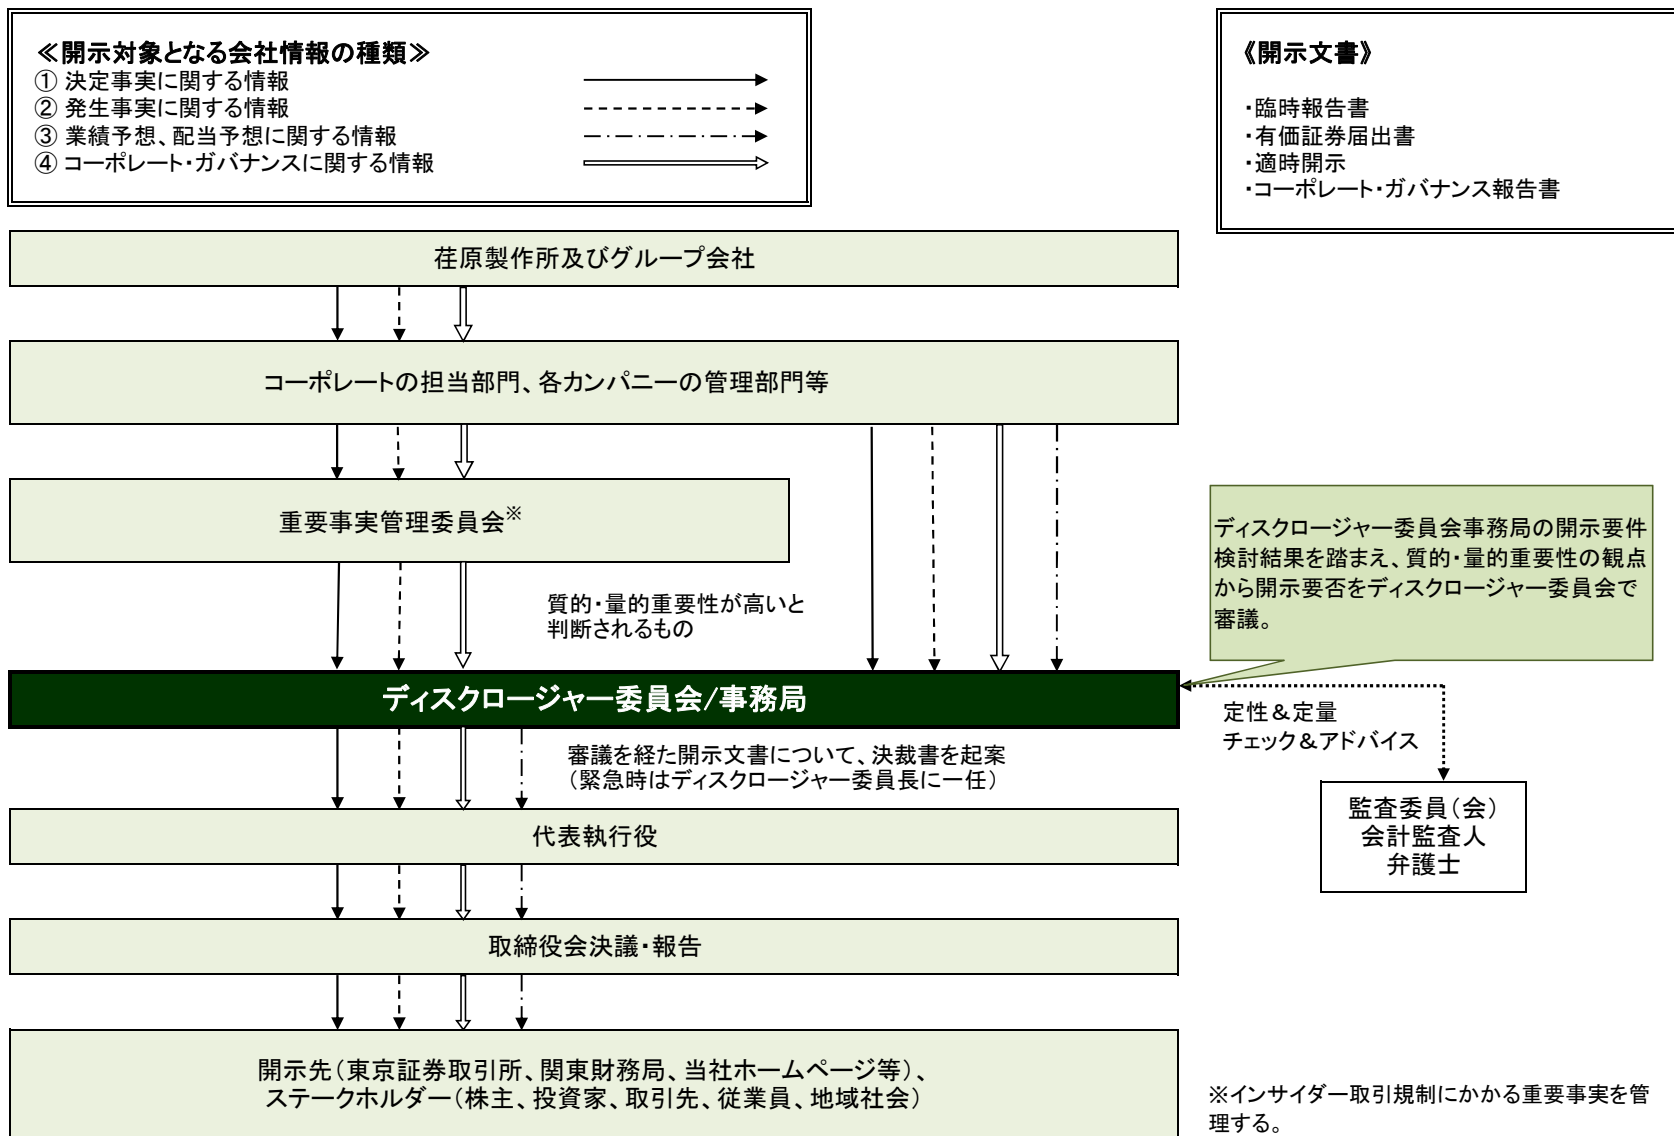 ≪開示対象となる会社情報の種類≫
① 決定事実に関する情報
② 発生事実に関する情報
③ 業績予想、配当予想に関する情報
④ コーポレート・ガバナンスに関する情報
《開示文書》
・臨時報告書
・有価証券届出書
・適時開示
・コーポレート・ガバナンス報告書
荏原製作所及びグループ会社
コーポレートの担当部門、各カンパニーの管理部門等
重要事実管理委員会※
質的・量的重要性が高いと
判断されるもの
ディスクロージャー委員会事務局の開示要件
検討結果を踏まえ、質的・量的重要性の観点
から開示要否をディスクロージャー委員会で
審議。
ディスクロージャー委員会/事務局
定性＆定量
チェック＆アドバイス
審議を経た開示文書について、決裁書を起案
（緊急時はディスクロージャー委員長に一任）
監査委員（会）
会計監査人
弁護士
代表執行役
取締役会決議・報告
開示先（東京証券取引所、関東財務局、当社ホームページ等）、
ステークホルダー（株主、投資家、取引先、従業員、地域社会）
※インサイダー取引規制にかかる重要事実を管
理する。